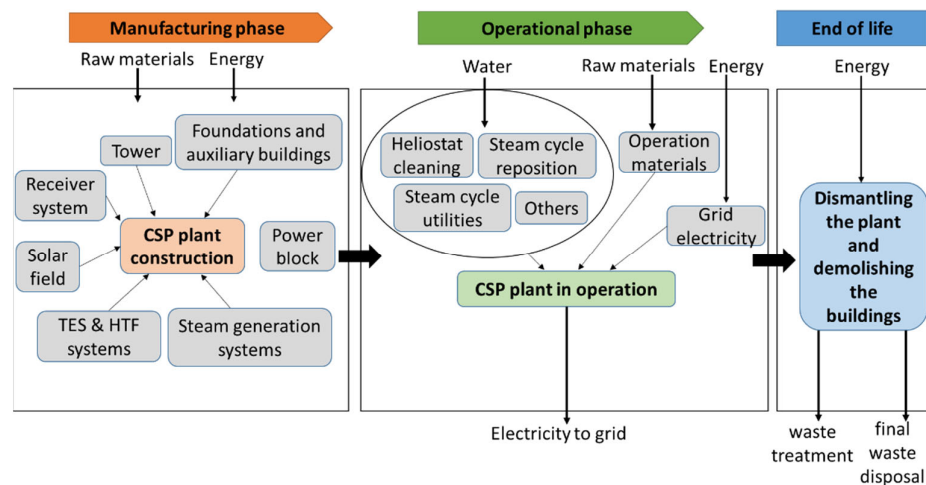 Manufacturing phase
Operational phase
End of life
Raw materials
Energy
Water
Raw materials
Energy
Energy
Tower
Foundations and
auxiliary buildings
Receiver
system
CSP plant
construction
Power
block
Solar
field
TES & HTF
systems
Steam generation
systems
Heliostat
cleaning
Steam cycle
reposition
Steam cycle
utilities
Others
Operation
materials
Grid
electricity
CSP plant in operation
Electricity to grid
Dismantling
the plant
and
demolishing
the
buildings
waste
treatment
final
waste
disposal